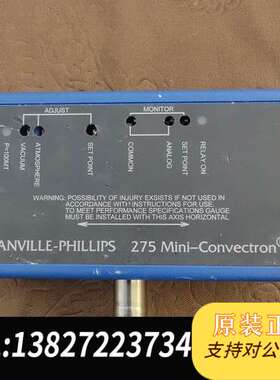 ADJUST
MONITOR
P=100MT
VACUUM
ATMOSPHERE
SET POINT
COMMON
ANALOG
SET POINT
RELAY ON
WARNING: POSSIBILITY OF INJURY EXISTS IF NOT USED IN
ACCORDANCE WITH INSTRUCTIONS FOR USE.
TO MEET PERFORMANCE SPECIFICATIONS GAUGE
MUST BE INSTALLED WITH THIS AXIS HORIZONTAL
ANVILLE-PHILLIPS 275 Mini-Convectron®
:13827223734
原装正
支持对公